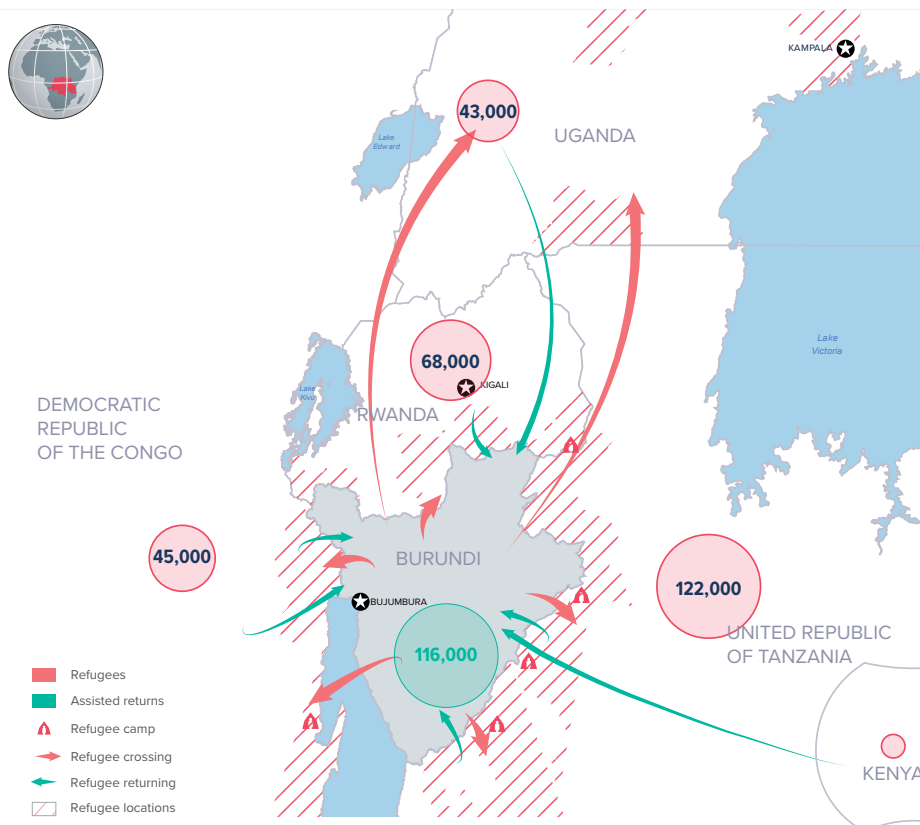 KAMPALA
43,000
UGANDA
Lake
Edward
Lake
Victoria
68,000
KIGALI
Lake
Kivu
RWANDA
DEMOCRATIC
REPUBLIC
OF THE CONGO
45,000
BURUNDI
122,000
BUJUMBURA
UNITED REPUBLIC
OF TANZANIA
116,000
KENYA
Refugees
Assisted returns
Refugee camp
Refugee crossing
Refugee returning
Refugee locations